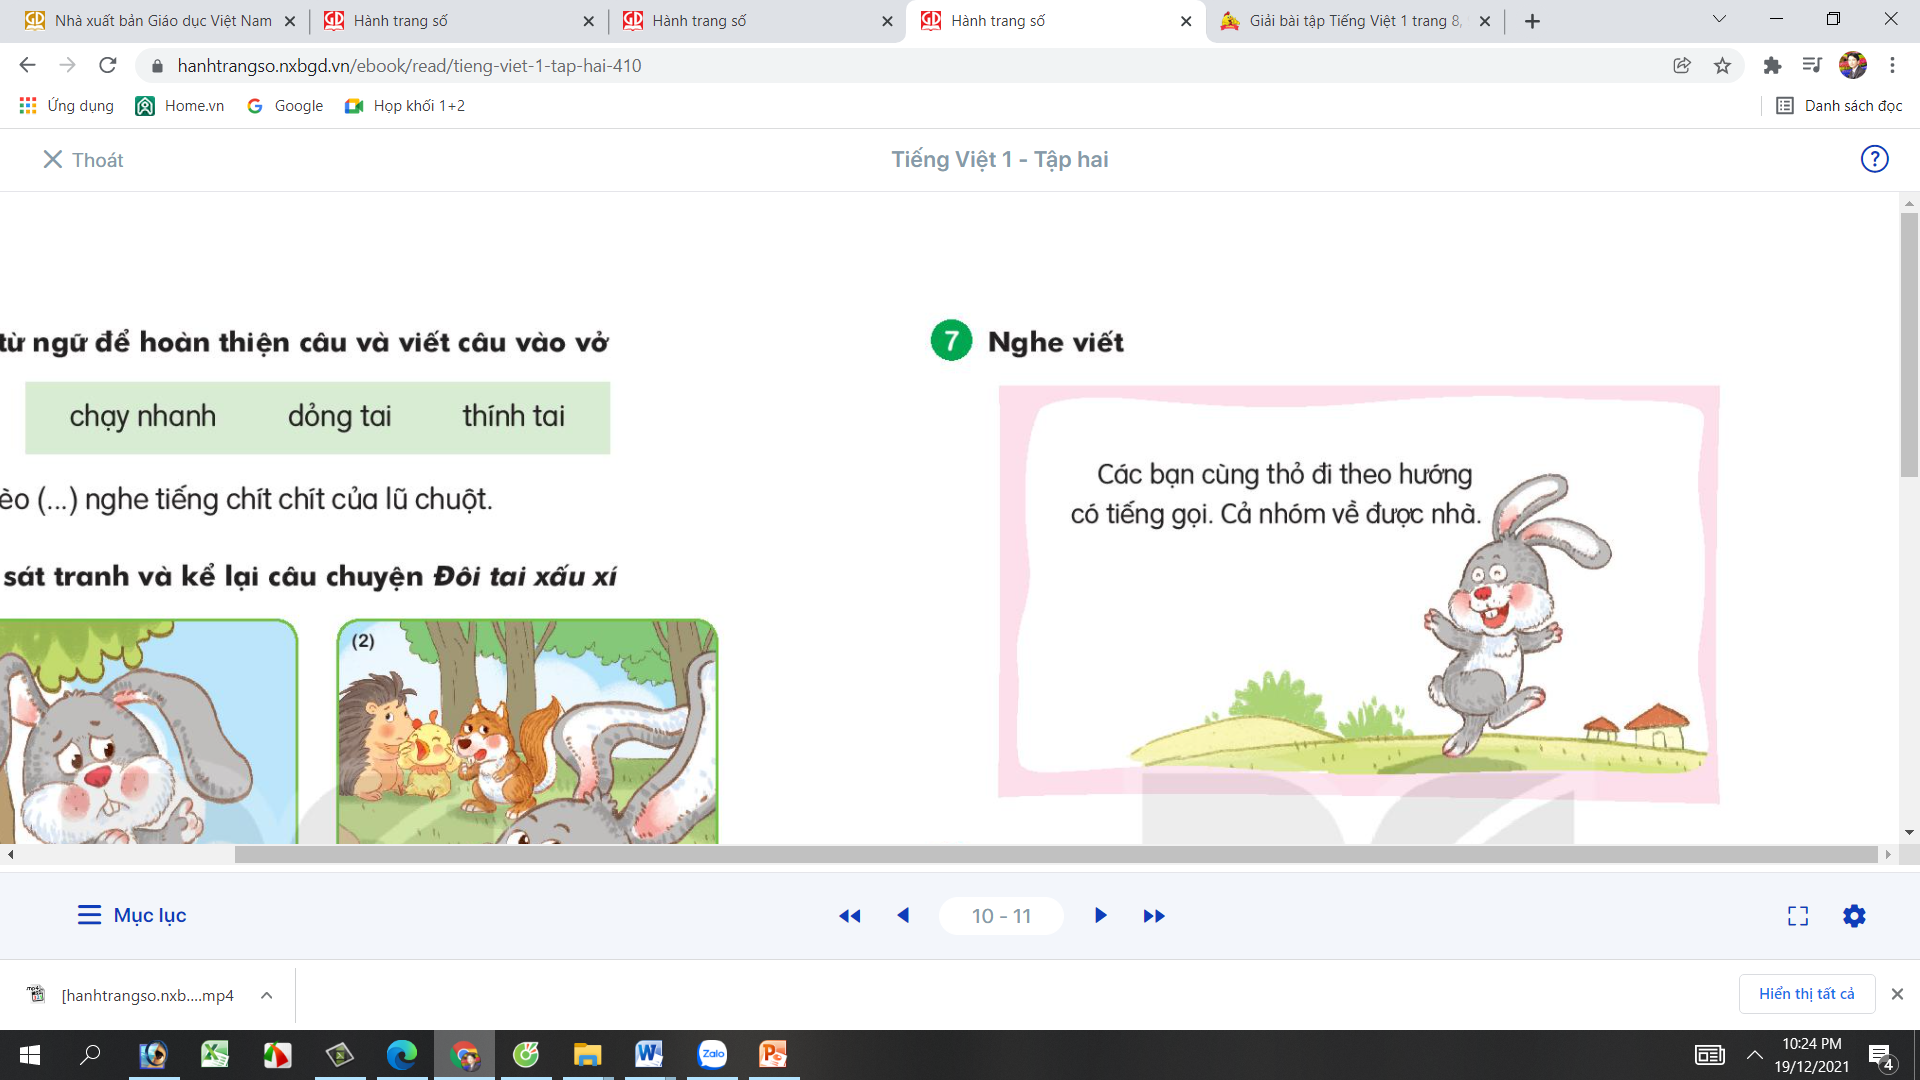 Nhà xuất bản Giáo dục Việt Nam
Hành trang số
Hành trang số
Hành trang số
Giải bài tập Tiếng Việt 1 trang 8,
hanhtrangso.nxbgd.vn/ebook/read/tieng-viet-1-tap-hai-410
Ứng dụng
Home.vn
Google
Họp khối 1+2
Danh sách đọc
Thoát
Tiếng Việt 1 - Tập hai
?
từ ngữ để hoàn thiện câu và viết câu vào vở
chạy nhanh dỏng tai thính tai
èo (...) nghe tiếng chít chít của lũ chuột.
sát tranh và kể lại câu chuyện Đôi tai xấu xí
(2)
7 Nghe viết
Các bạn cùng thỏ đi theo hướng
có tiếng gọi. Cả nhóm về được nhà.
Mục lục
10 - 11
[hanhtrangso.nxb....mp4
Hiển thị tất cả
Zalo
10:24 PM
19/12/2021
4